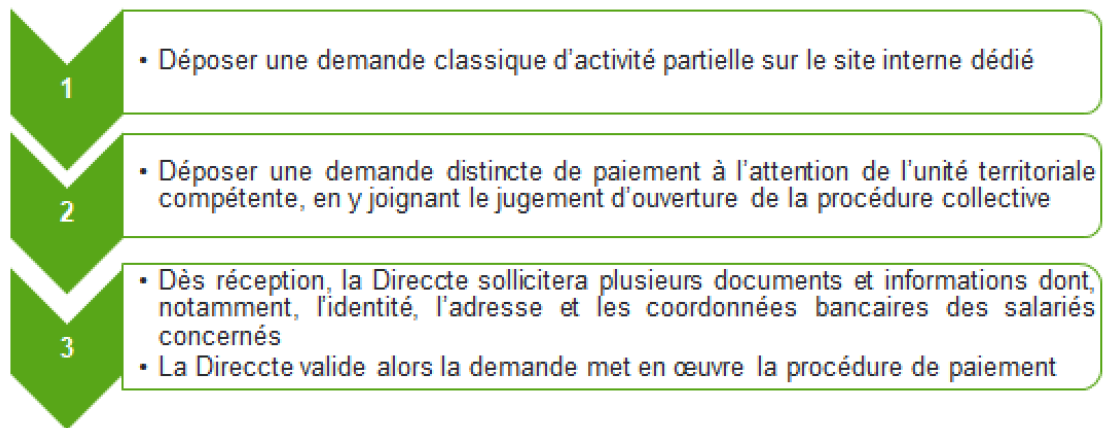 1
• Déposer une demande classique d’activité partielle sur le site interne dédié
2
• Déposer une demande distincte de paiement à l’attention de l’unité territoriale
compétente, en y joignant le jugement d’ouverture de la procédure collective
3
• Dès réception, la Direccte sollicitera plusieurs documents et informations dont,
notamment, l’identité, l’adresse et les coordonnées bancaires des salariés
concernés
• La Direccte valide alors la demande met en œuvre la procédure de paiement